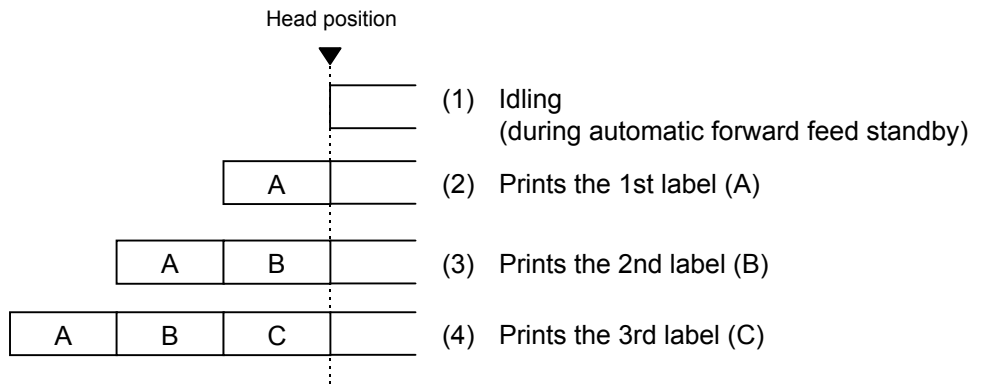 Head position
(1) Idling
(during automatic forward feed standby)
A (2) Prints the 1st label (A)
A B (3) Prints the 2nd label (B)
A B C (4) Prints the 3rd label (C)